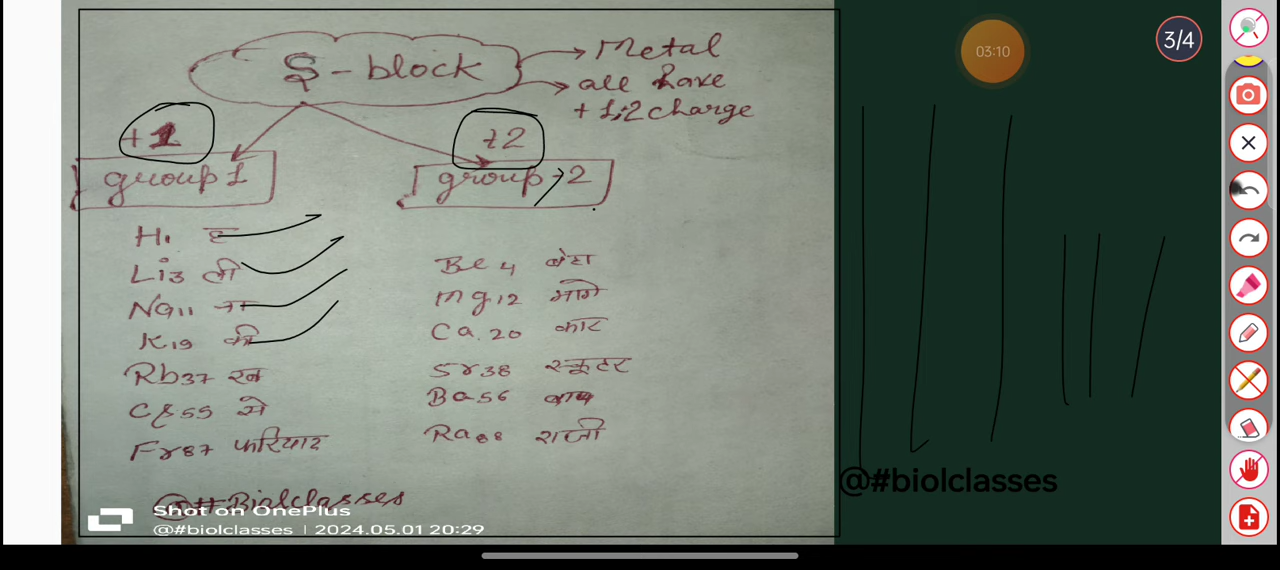 S-block
Metal
all have
+1,2 charge
+1
+2
group 1
group-2
H1 ह
Li3 ली
Na11 ना
K19 की
Rb37 रब
Cs55 से
Fr87 फरियाद
Be4 बेटा
Mg12 मांगे
Ca.20 कार
Sr38 स्कूटर
Ba56 बाप
Ra88 राजी
@#Biolclasses
Shot on OnePlus
@#biolclasses | 2024.05.01 20:29
03:10
3/4
@#biolclasses